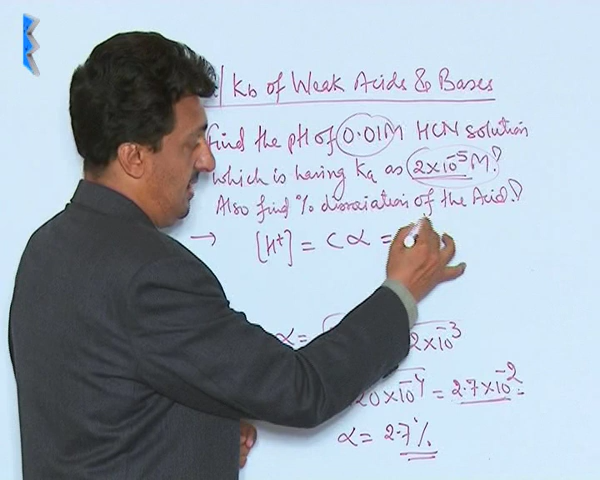 / Kb of Weak Acids & Bases
Find the pH of 0.01M HCN solution
which is having Ka as 2×10⁻⁵M?
Also find % dissociation of the Acid?
→ [H⁺] = Cα =
α =
2×10⁻³
20×10⁻⁴ = 2.7×10⁻²
α = 2.7%